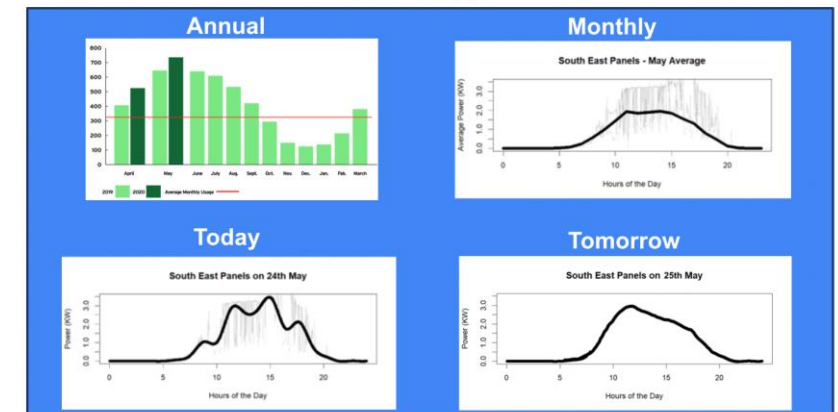 Annual
800
700
600
500
400
300
200
100
0
April May June July Aug. Sept. Oct. Nov. Dec. Jan. Feb. March
2019 2020 Average Monthly Usage
Monthly
South East Panels - May Average
Average Power (KW)
0.0 1.0 2.0 3.0
0 5 10 15 20
Hours of the Day
Today
South East Panels on 24th May
Power (KW)
0.0 1.0 2.0 3.0
0 5 10 15 20
Hours of the Day
Tomorrow
South East Panels on 25th May
Power (KW)
0.0 1.0 2.0 3.0
0 5 10 15 20
Hours of the Day